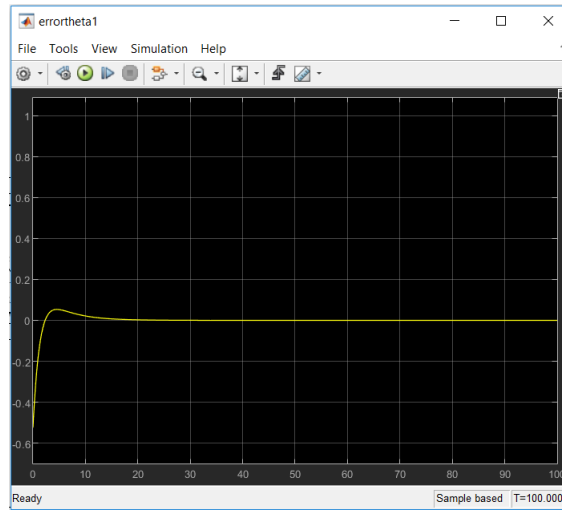 errortheta1
File Tools View Simulation Help
1
0.8
0.6
0.4
0.2
0
-0.2
-0.4
-0.6
0 10 20 30 40 50 60 70 80 90 100
Ready Sample based T=100.000